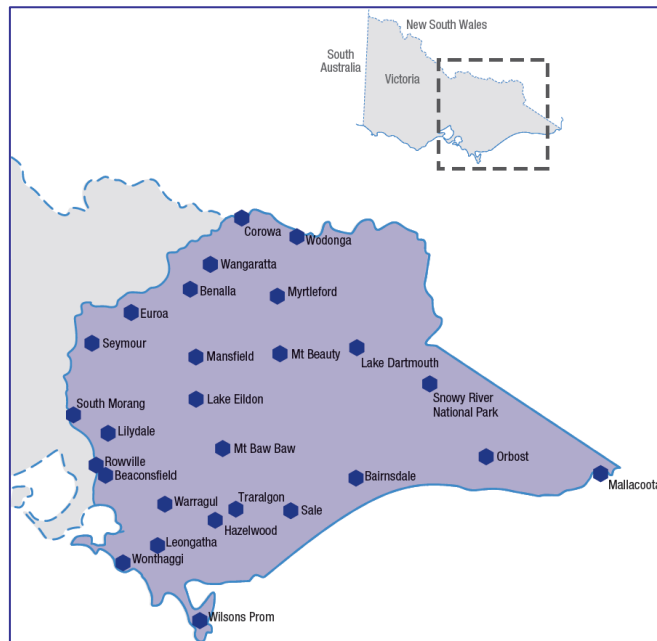 New South Wales
South
Australia
Victoria
Corowa
Wodonga
Wangaratta
Benalla
Myrtleford
Euroa
Seymour
Mansfield
Mt Beauty
Lake Dartmouth
Lake Eildon
Snowy River
National Park
South Morang
Lilydale
Mt Baw Baw
Orbost
Rowville
Beaconsfield
Bairnsdale
Mallacoota
Warragul
Traralgon
Sale
Hazelwood
Leongatha
Wonthaggi
Wilsons Prom